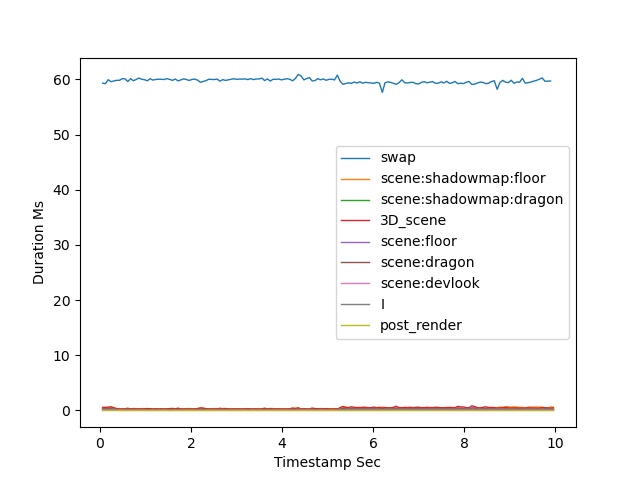 60
50
40
30
20
10
0
Duration Ms
swap
scene:shadowmap:floor
scene:shadowmap:dragon
3D_scene
scene:floor
scene:dragon
scene:devlook
I
post_render
0 2 4 6 8 10
Timestamp Sec